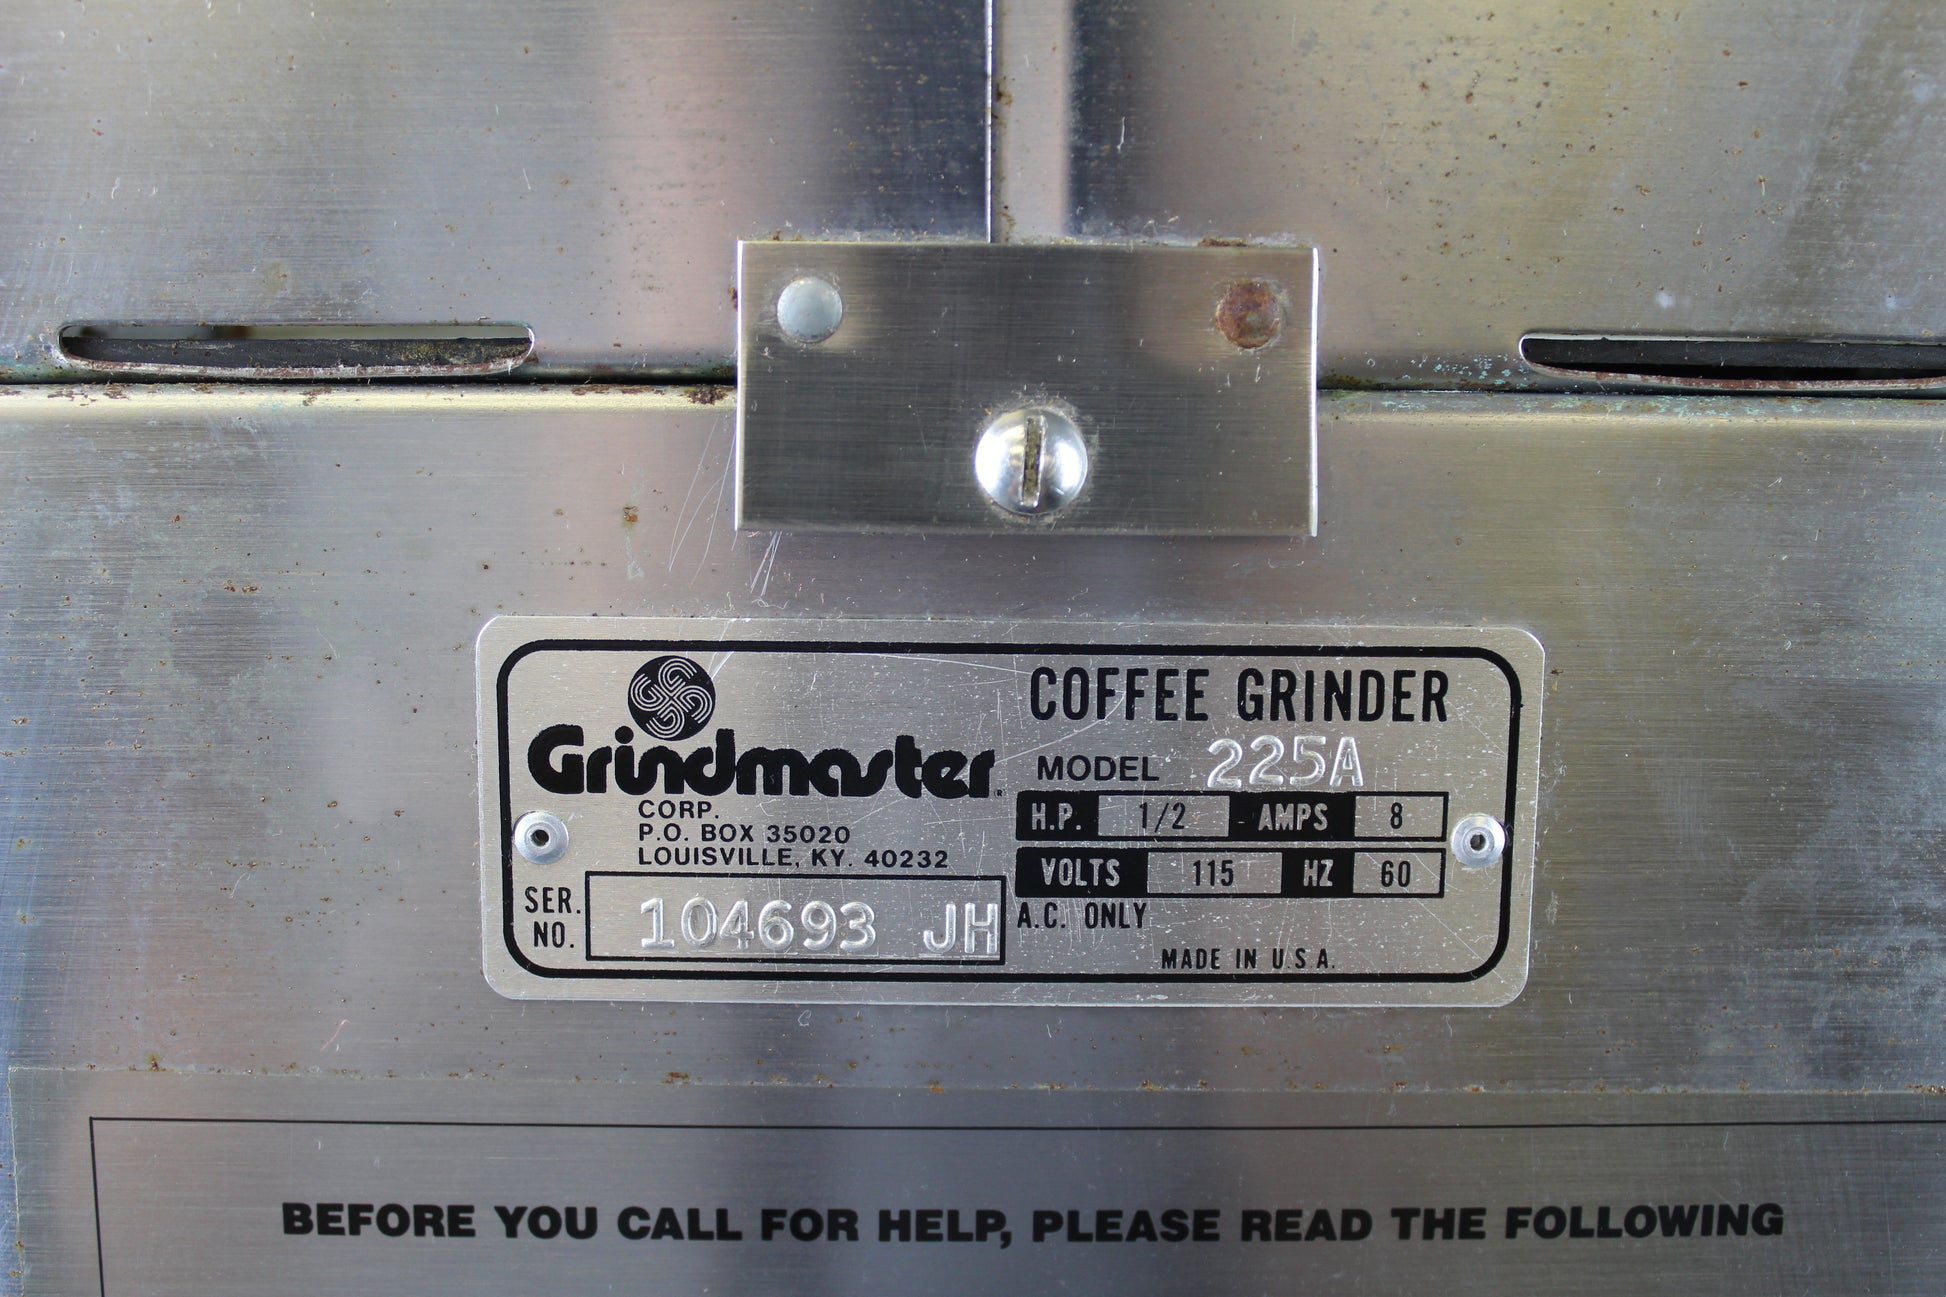 Grindmaster®
CORP.
P.O. BOX 35020
LOUISVILLE, KY. 40232
SER. NO. 104693 JH
COFFEE GRINDER
MODEL 225A
H.P. 1/2 AMPS 8
VOLTS 115 HZ 60
A.C. ONLY
MADE IN U.S.A.
BEFORE YOU CALL FOR HELP, PLEASE READ THE FOLLOWING